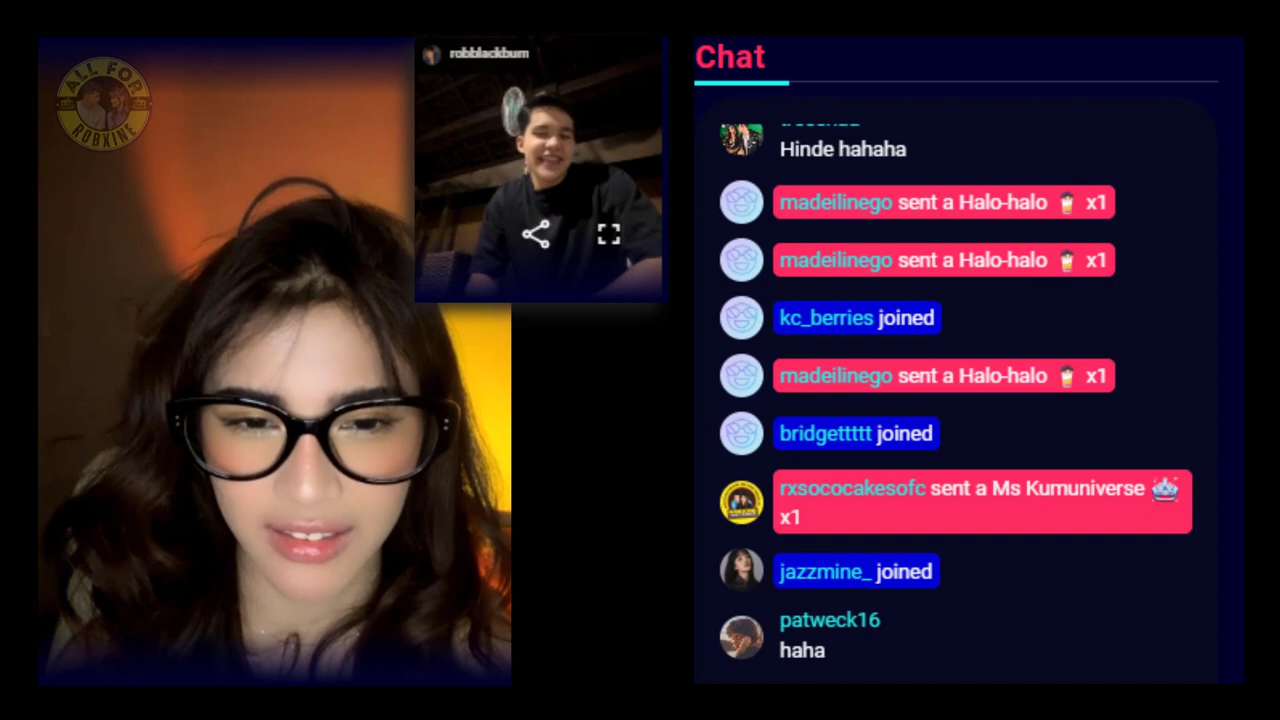 ALL FOR
ROBXINE
robblackburn
Chat
Hinde hahaha
madeilinego sent a Halo-halo x1
madeilinego sent a Halo-halo x1
kc_berries joined
madeilinego sent a Halo-halo x1
bridgettttt joined
rxsococakesofc sent a Ms Kumuniverse
x1
jazzmine_ joined
patweck16
haha